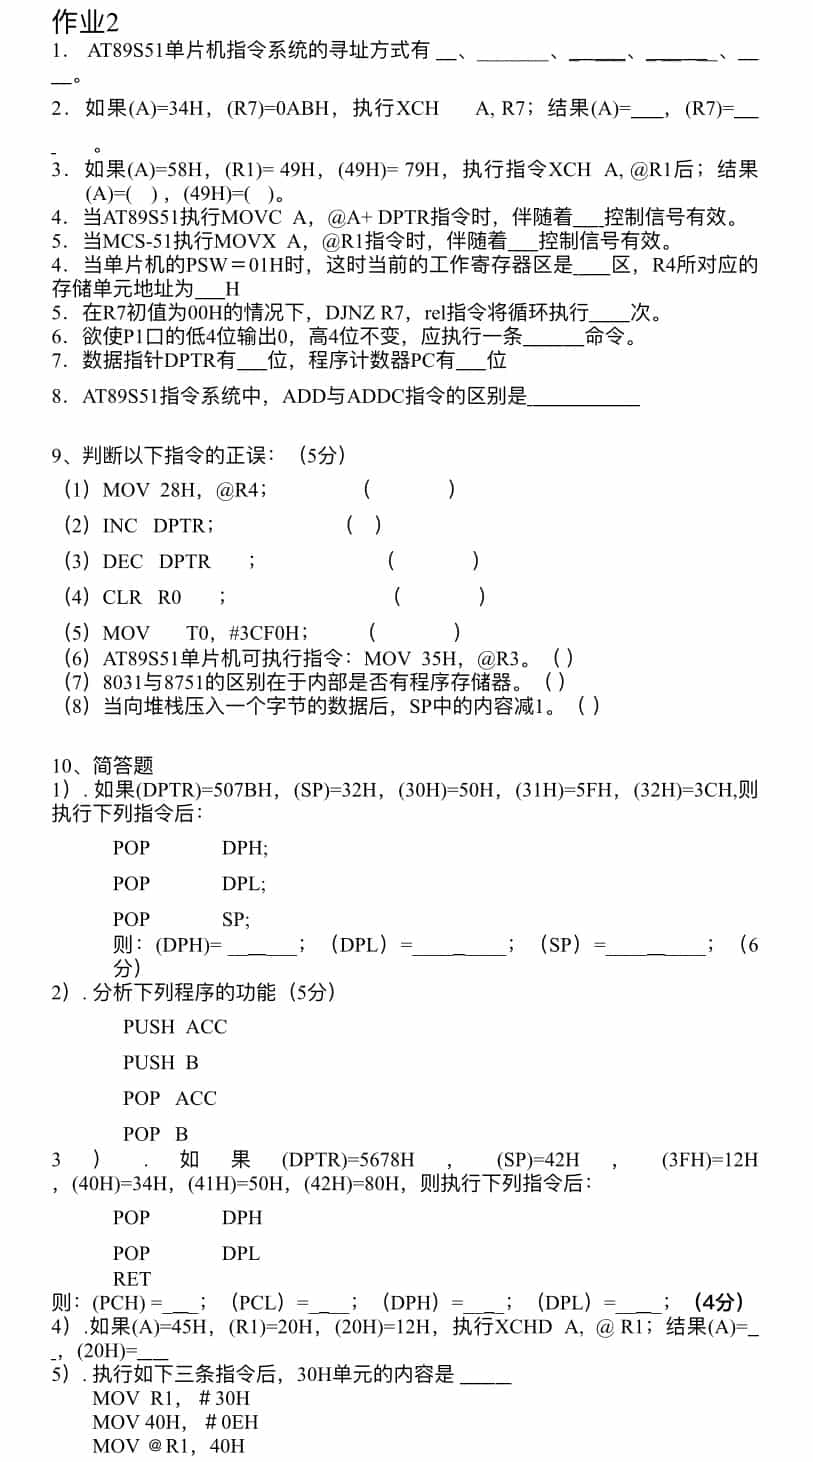 作业2
1． AT89S51单片机指令系统的寻址方式有 __、________、______、________、__
__。
2．如果(A)=34H，(R7)=0ABH，执行XCH A, R7；结果(A)=___，(R7)=__
_ 。
3．如果(A)=58H，(R1)= 49H，(49H)= 79H，执行指令XCH A, @R1后；结果
(A)=( )，(49H)=( )。
4．当AT89S51执行MOVC A，@A+ DPTR指令时，伴随着___控制信号有效。
5．当MCS-51执行MOVX A，@R1指令时，伴随着___控制信号有效。
4．当单片机的PSW＝01H时，这时当前的工作寄存器区是____区，R4所对应的
存储单元地址为___H
5．在R7初值为00H的情况下，DJNZ R7，rel指令将循环执行____次。
6．欲使P1口的低4位输出0，高4位不变，应执行一条______命令。
7．数据指针DPTR有___位，程序计数器PC有___位
8．AT89S51指令系统中，ADD与ADDC指令的区别是___________
9、判断以下指令的正误：（5分）
（1）MOV 28H，@R4； （ ）
（2）INC DPTR； （ ）
（3）DEC DPTR ； （ ）
（4）CLR R0 ； （ ）
（5）MOV T0，#3CF0H； （ ）
（6）AT89S51单片机可执行指令：MOV 35H，@R3。（ ）
（7）8031与8751的区别在于内部是否有程序存储器。（ ）
（8）当向堆栈压入一个字节的数据后，SP中的内容减1。（ ）
10、简答题
1）. 如果(DPTR)=507BH，(SP)=32H，(30H)=50H，(31H)=5FH，(32H)=3CH,则
执行下列指令后：
POP DPH;
POP DPL;
POP SP;
则：(DPH)= _______；（DPL）=_________；（SP）=__________；（6
分）
2）. 分析下列程序的功能（5分）
PUSH ACC
PUSH B
POP ACC
POP B
3 ） . 如 果 (DPTR)=5678H ， (SP)=42H ， (3FH)=12H
，(40H)=34H，(41H)=50H，(42H)=80H，则执行下列指令后：
POP DPH
POP DPL
RET
则：(PCH) =____；（PCL）=____；（DPH）=____；（DPL）=_____；（4分）
4）.如果(A)=45H，(R1)=20H，(20H)=12H，执行XCHD A, @ R1；结果(A)=_
_，(20H)=___
5）. 执行如下三条指令后，30H单元的内容是 _____
MOV R1，＃30H
MOV 40H，＃0EH
MOV ＠R1，40H